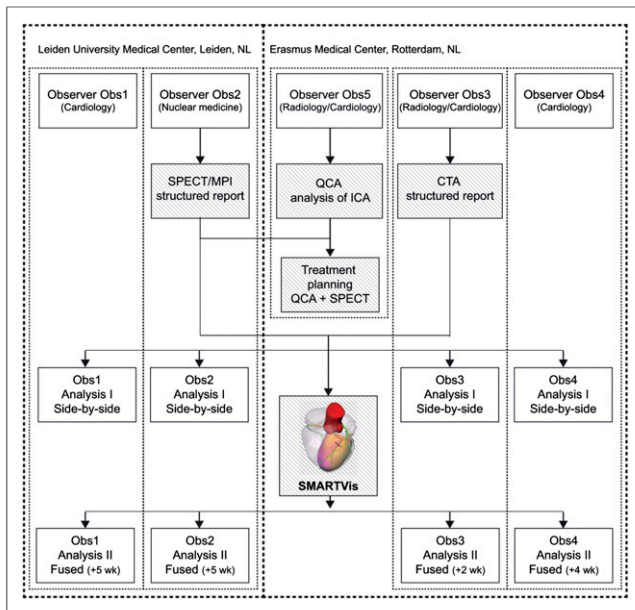 Leiden University Medical Center, Leiden, NL
Erasmus Medical Center, Rotterdam, NL
Observer Obs1
(Cardiology)
Observer Obs2
(Nuclear medicine)
Observer Obs5
(Radiology/Cardiology)
Observer Obs3
(Radiology/Cardiology)
Observer Obs4
(Cardiology)
SPECT/MPI
structured report
QCA
analysis of ICA
CTA
structured report
Treatment
planning
QCA + SPECT
Obs1
Analysis I
Side-by-side
Obs2
Analysis I
Side-by-side
Obs3
Analysis I
Side-by-side
Obs4
Analysis I
Side-by-side
SMARTVis
Obs1
Analysis II
Fused (+5 wk)
Obs2
Analysis II
Fused (+5 wk)
Obs3
Analysis II
Fused (+2 wk)
Obs4
Analysis II
Fused (+4 wk)